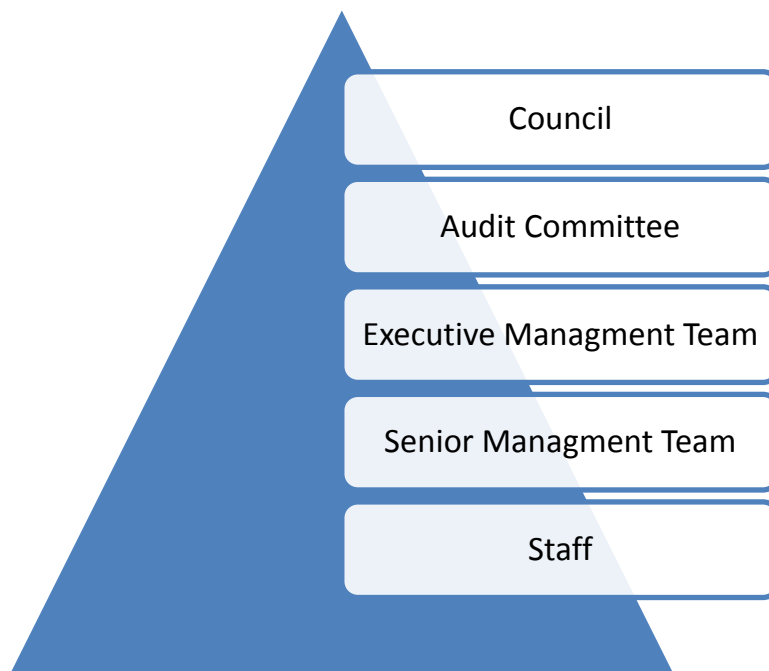 Council
Audit Committee
Executive Managment Team
Senior Managment Team
Staff